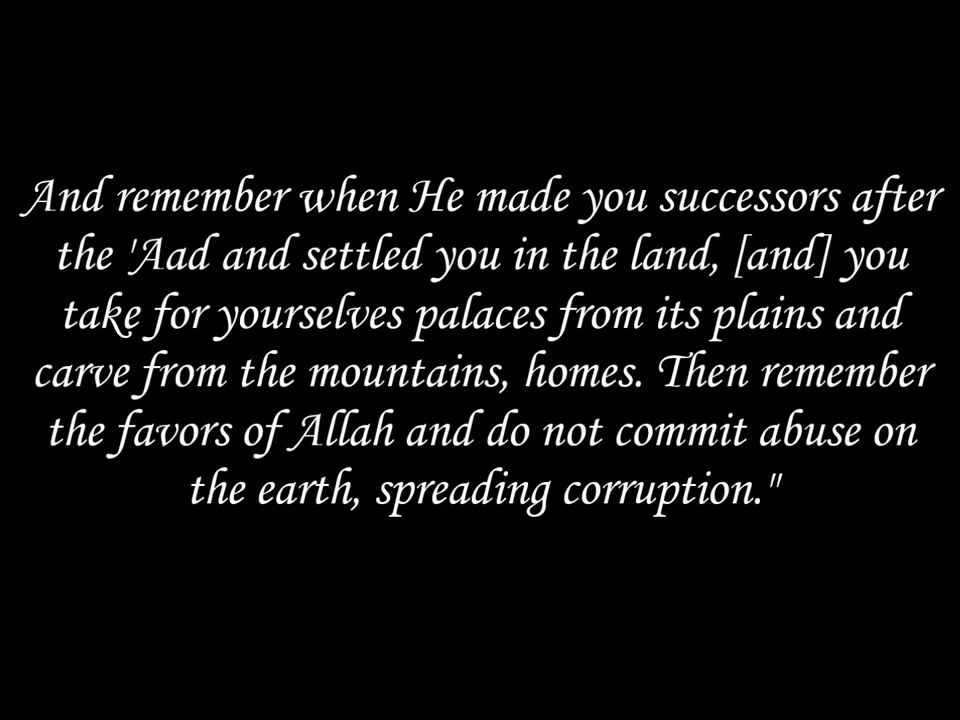 And remember when He made you successors after
the 'Aad and settled you in the land, [and] you
take for yourselves palaces from its plains and
carve from the mountains, homes. Then remember
the favors of Allah and do not commit abuse on
the earth, spreading corruption."